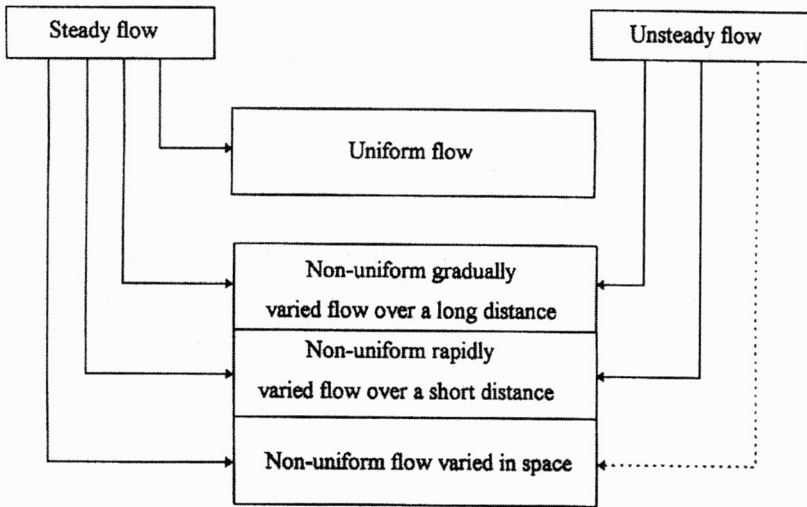 Steady flow
Unsteady flow
Uniform flow
Non-uniform gradually
varied flow over a long distance
Non-uniform rapidly
varied flow over a short distance
Non-uniform flow varied in space